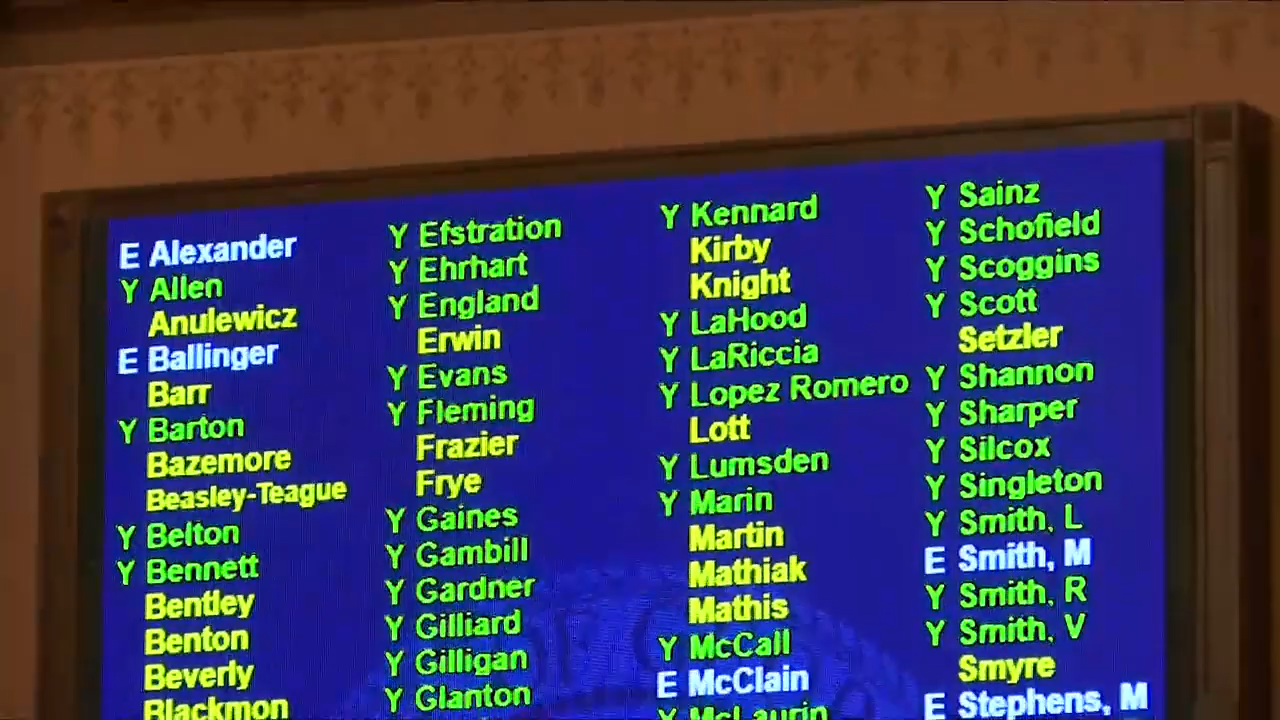 E Alexander
Y Allen
Anulewicz
E Ballinger
Barr
Y Barton
Bazemore
Beasley-Teague
Y Belton
Y Bennett
Bentley
Benton
Beverly
Blackmon
Y Efstration
Y Ehrhart
Y England
Erwin
Y Evans
Y Fleming
Frazier
Frye
Y Gaines
Y Gambill
Y Gardner
Y Gilliard
Y Gilligan
Y Glanton
Y Kennard
Kirby
Knight
Y LaHood
Y LaRiccia
Y Lopez Romero
Lott
Y Lumsden
Y Marin
Martin
Mathiak
Mathis
Y McCall
E McClain
Y McLaurin
Y Sainz
Y Schofield
Y Scoggins
Y Scott
Setzler
Y Shannon
Y Sharper
Y Silcox
Y Singleton
Y Smith, L
E Smith, M
Y Smith, R
Y Smith, V
Smyre
E Stephens, M